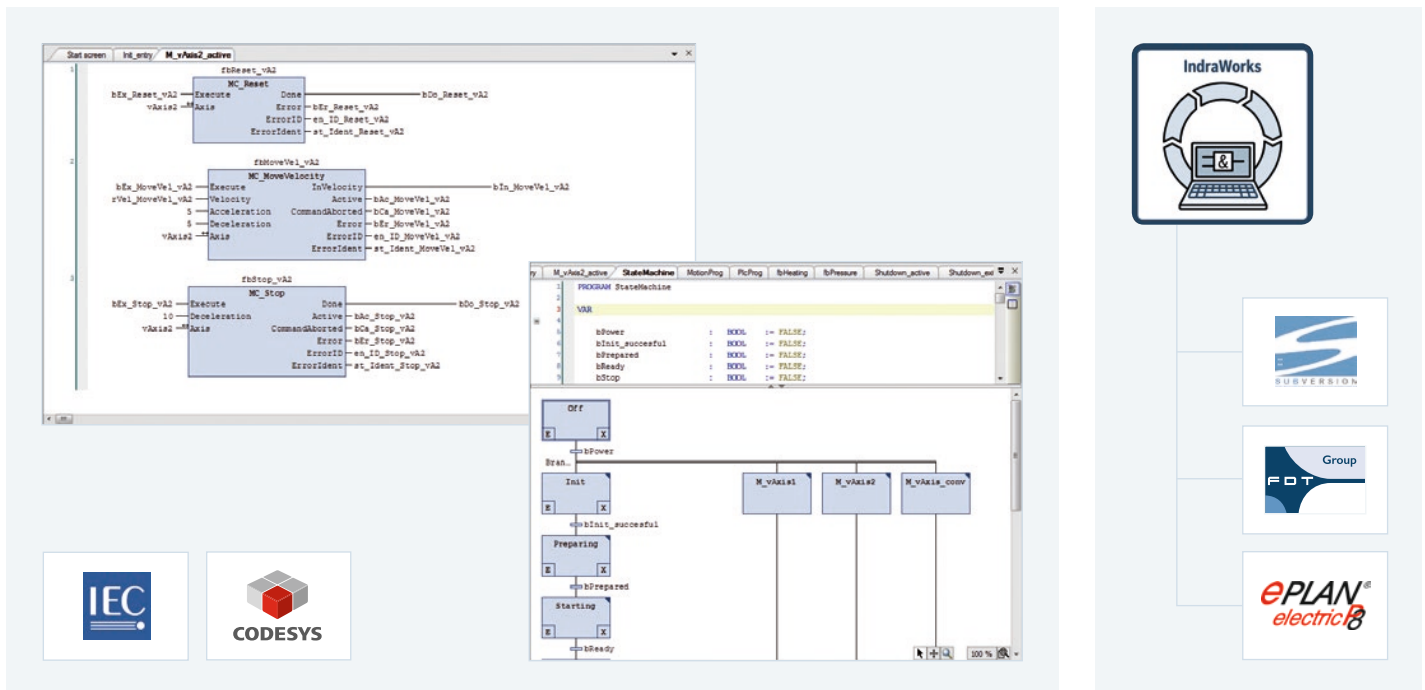 Start screen Init_entry M_vAxis2_active
1
fbReset_vA2
MC_Reset
bEx_Reset_vA2 Execute Done bDo_Reset_vA2
vAxis2 Axis Error bEr_Reset_vA2
ErrorID en_ID_Reset_vA2
ErrorIdent st_Ident_Reset_vA2
2
fbMoveVel_vA2
MC_MoveVelocity
bEx_MoveVel_vA2 Execute InVelocity bIn_MoveVel_vA2
rVel_MoveVel_vA2 Velocity Active bAc_MoveVel_vA2
5 Acceleration CommandAborted bCa_MoveVel_vA2
5 Deceleration Error bEr_MoveVel_vA2
vAxis2 Axis ErrorID en_ID_MoveVel_vA2
ErrorIdent st_Ident_MoveVel_vA2
3
fbStop_vA2
MC_Stop
bEx_Stop_vA2 Execute Done bDo_Stop_vA2
10 Deceleration Active bAc_Stop_vA2
vAxis2 Axis CommandAborted bCa_Stop_vA2
Error bEr_Stop_vA2
ErrorID en_ID_Stop_vA2
ErrorIdent st_Ident_Stop_vA2
M_vAxis2_active StateMachine MotionProg PlcProg fbHeating fbPressure Shutdown_active Shutdown_exi
1 PROGRAM StateMachine
2
3 VAR
4
5 bPower : BOOL := FALSE;
6 bInit_succesful : BOOL := FALSE;
7 bPrepared : BOOL := FALSE;
8 bReady : BOOL := FALSE;
9 bStop : BOOL := FALSE;
Off
E X
bPower
Bran...
Init M_vAxis1 M_vAxis2 M_vAxis_conv
E X
bInit_succesful
Preparing
E X
bPrepared
Starting
E X
bReady
100 %
IEC
CODESYS
IndraWorks
&
SUBVERSION
FDT Group
ePLAN®
electric P8